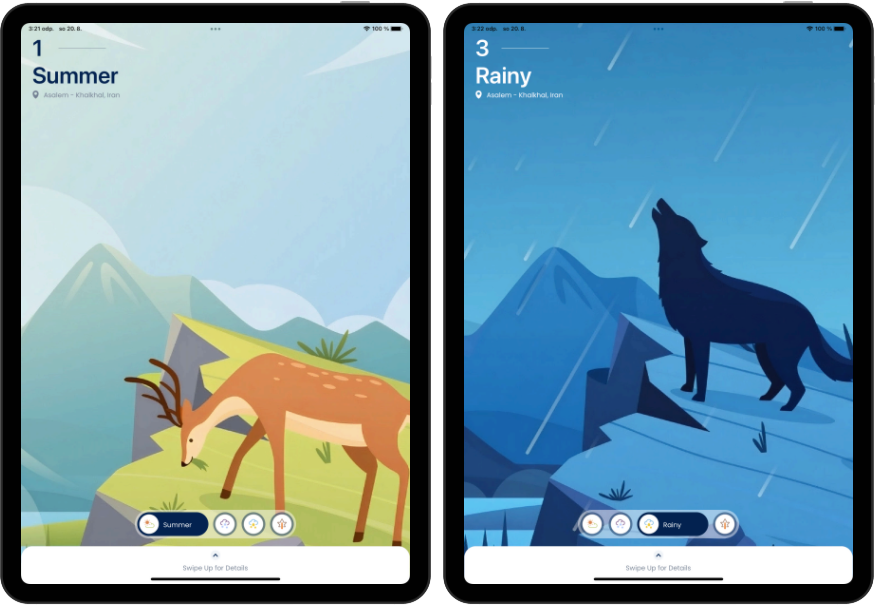 3:21 odp. so 20. 8.
100 %
1
Summer
Asalem - Khalkhal, Iran
Summer
Swipe Up for Details
3:22 odp. so 20. 8.
100 %
3
Rainy
Asalem - Khalkhal, Iran
Rainy
Swipe Up for Details